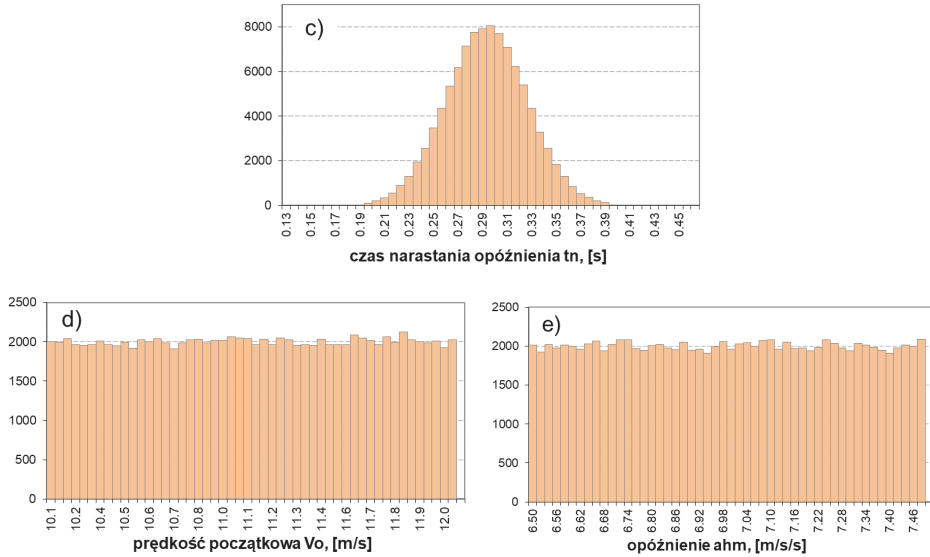 c)
8000
6000
4000
2000
0
0.13 0.15 0.17 0.19 0.21 0.23 0.25 0.27 0.29 0.31 0.33 0.35 0.37 0.39 0.41 0.43 0.45
czas narastania opóźnienia tn, [s]
d)
2500
2000
1500
1000
500
0
10.1 10.2 10.4 10.5 10.6 10.7 10.8 11.0 11.1 11.2 11.3 11.4 11.6 11.7 11.8 11.9 12.0
prędkość początkowa Vo, [m/s]
e)
2500
2000
1500
1000
500
0
6.50 6.56 6.62 6.68 6.74 6.80 6.86 6.92 6.98 7.04 7.10 7.16 7.22 7.28 7.34 7.40 7.46
opóźnienie ahm, [m/s/s]